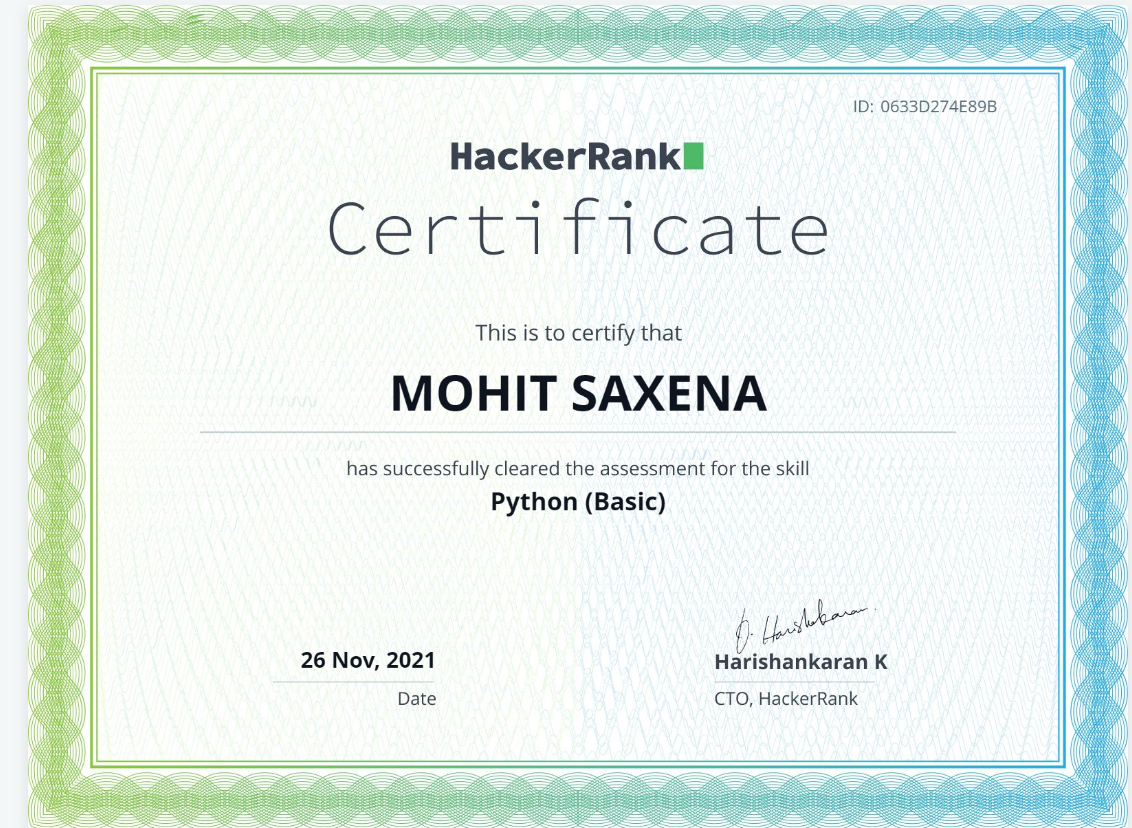 ID: 0633D274E89B
HackerRank
Certificate
This is to certify that
MOHIT SAXENA
has successfully cleared the assessment for the skill
Python (Basic)
26 Nov, 2021
Date
Harishankaran K
CTO, HackerRank